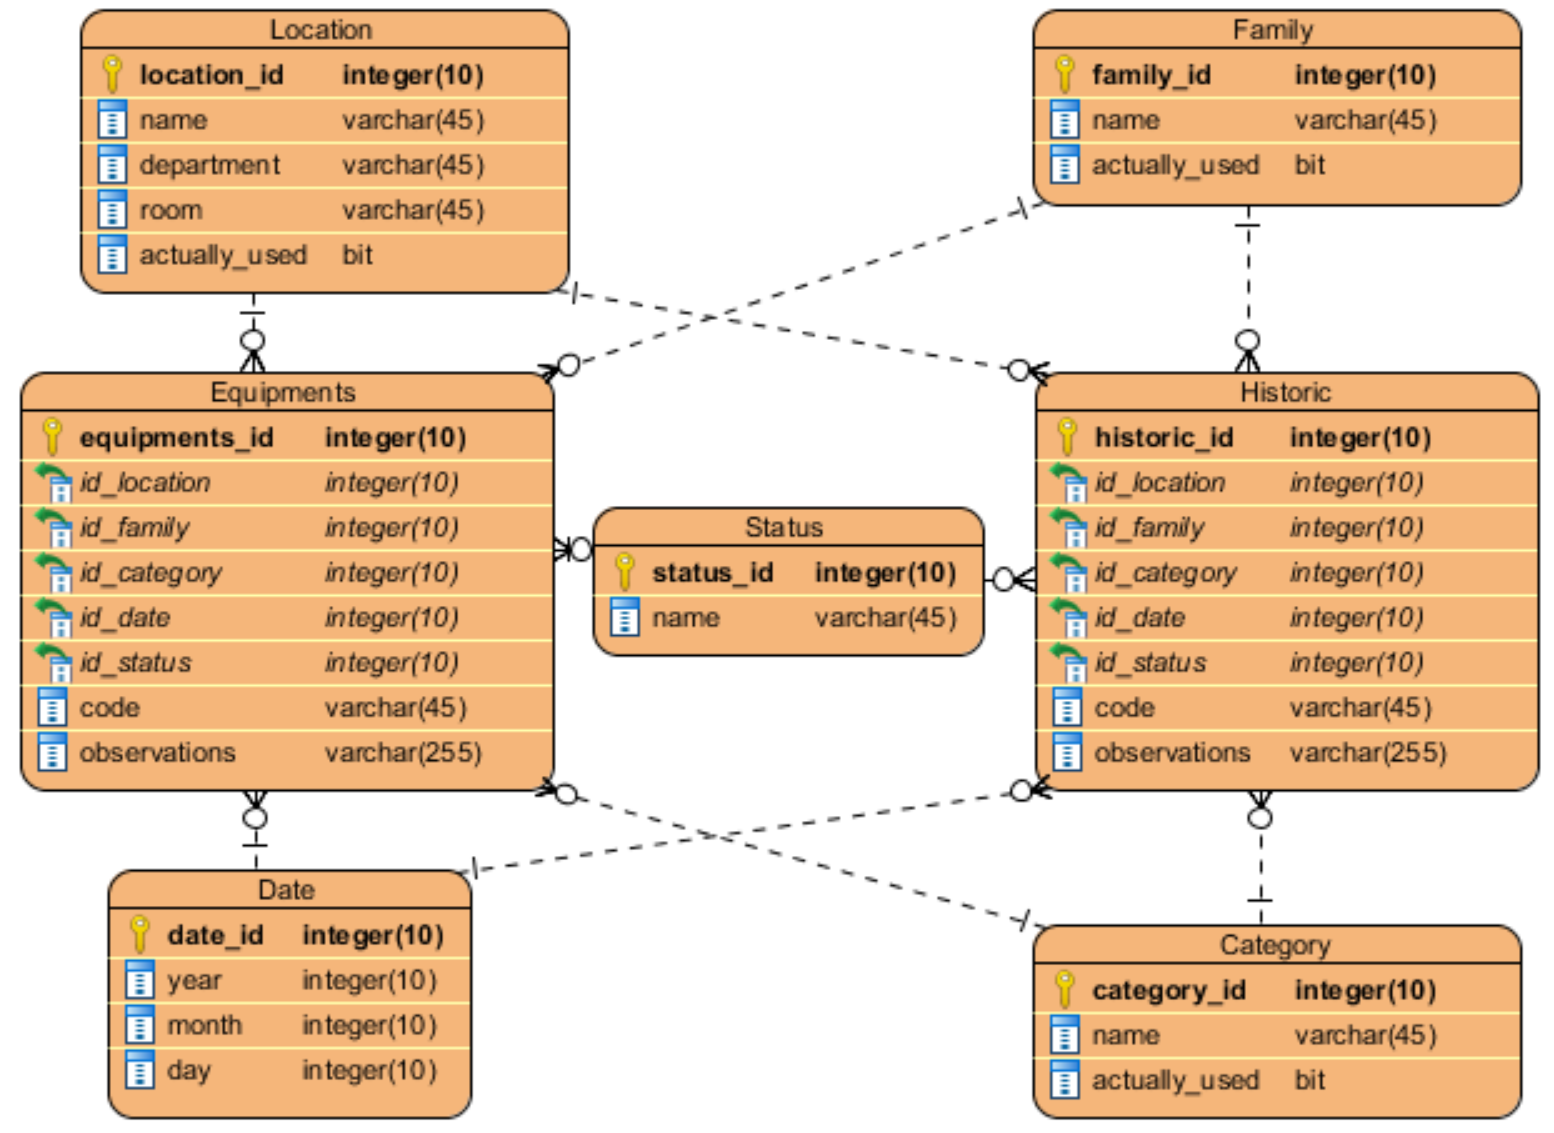 Location
location_id integer(10)
name varchar(45)
department varchar(45)
room varchar(45)
actually_used bit
Family
family_id integer(10)
name varchar(45)
actually_used bit
Equipments
equipments_id integer(10)
id_location integer(10)
id_family integer(10)
id_category integer(10)
id_date integer(10)
id_status integer(10)
code varchar(45)
observations varchar(255)
Status
status_id integer(10)
name varchar(45)
Historic
historic_id integer(10)
id_location integer(10)
id_family integer(10)
id_category integer(10)
id_date integer(10)
id_status integer(10)
code varchar(45)
observations varchar(255)
Date
date_id integer(10)
year integer(10)
month integer(10)
day integer(10)
Category
category_id integer(10)
name varchar(45)
actually_used bit